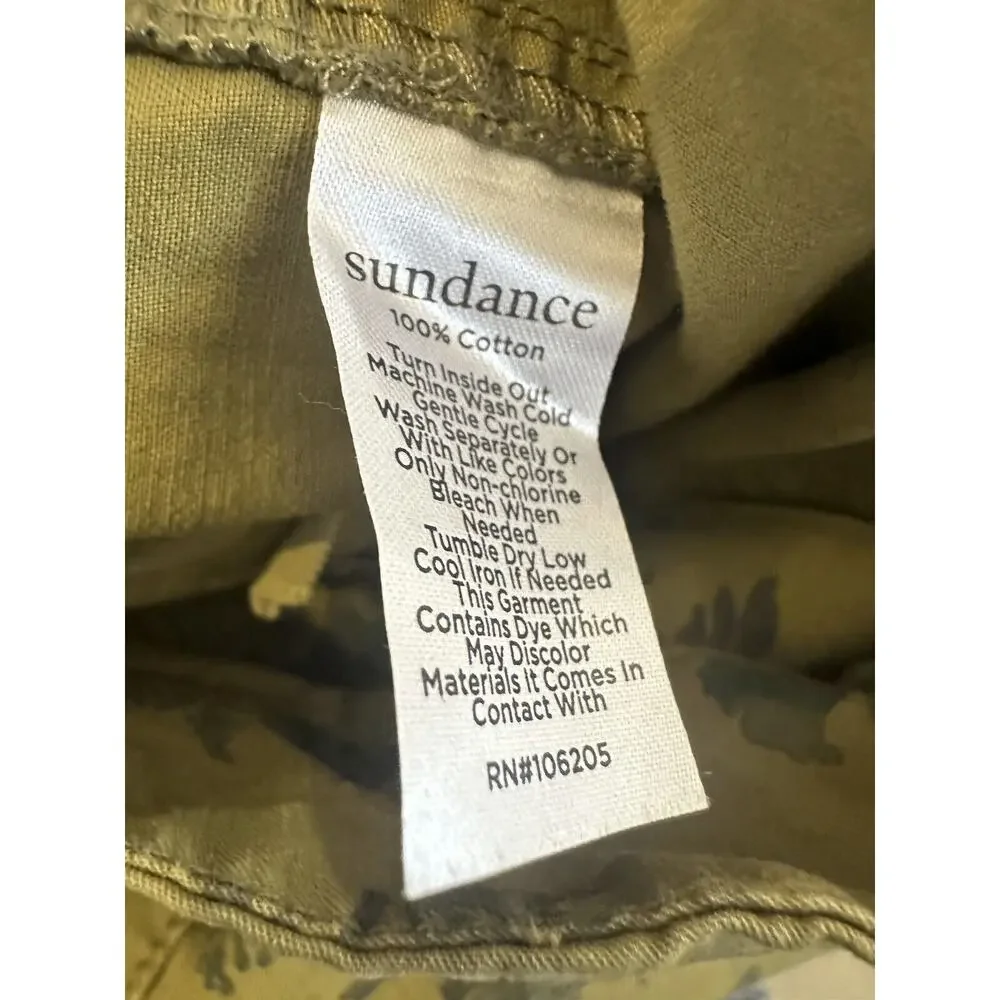 sundance
100% Cotton
Turn Inside Out
Machine Wash Cold
Gentle Cycle
Wash Separately Or
With Like Colors
Only Non-chlorine
Bleach When
Needed
Tumble Dry Low
Cool Iron If Needed
This Garment
Contains Dye Which
May Discolor
Materials It Comes In
Contact With
RN#106205